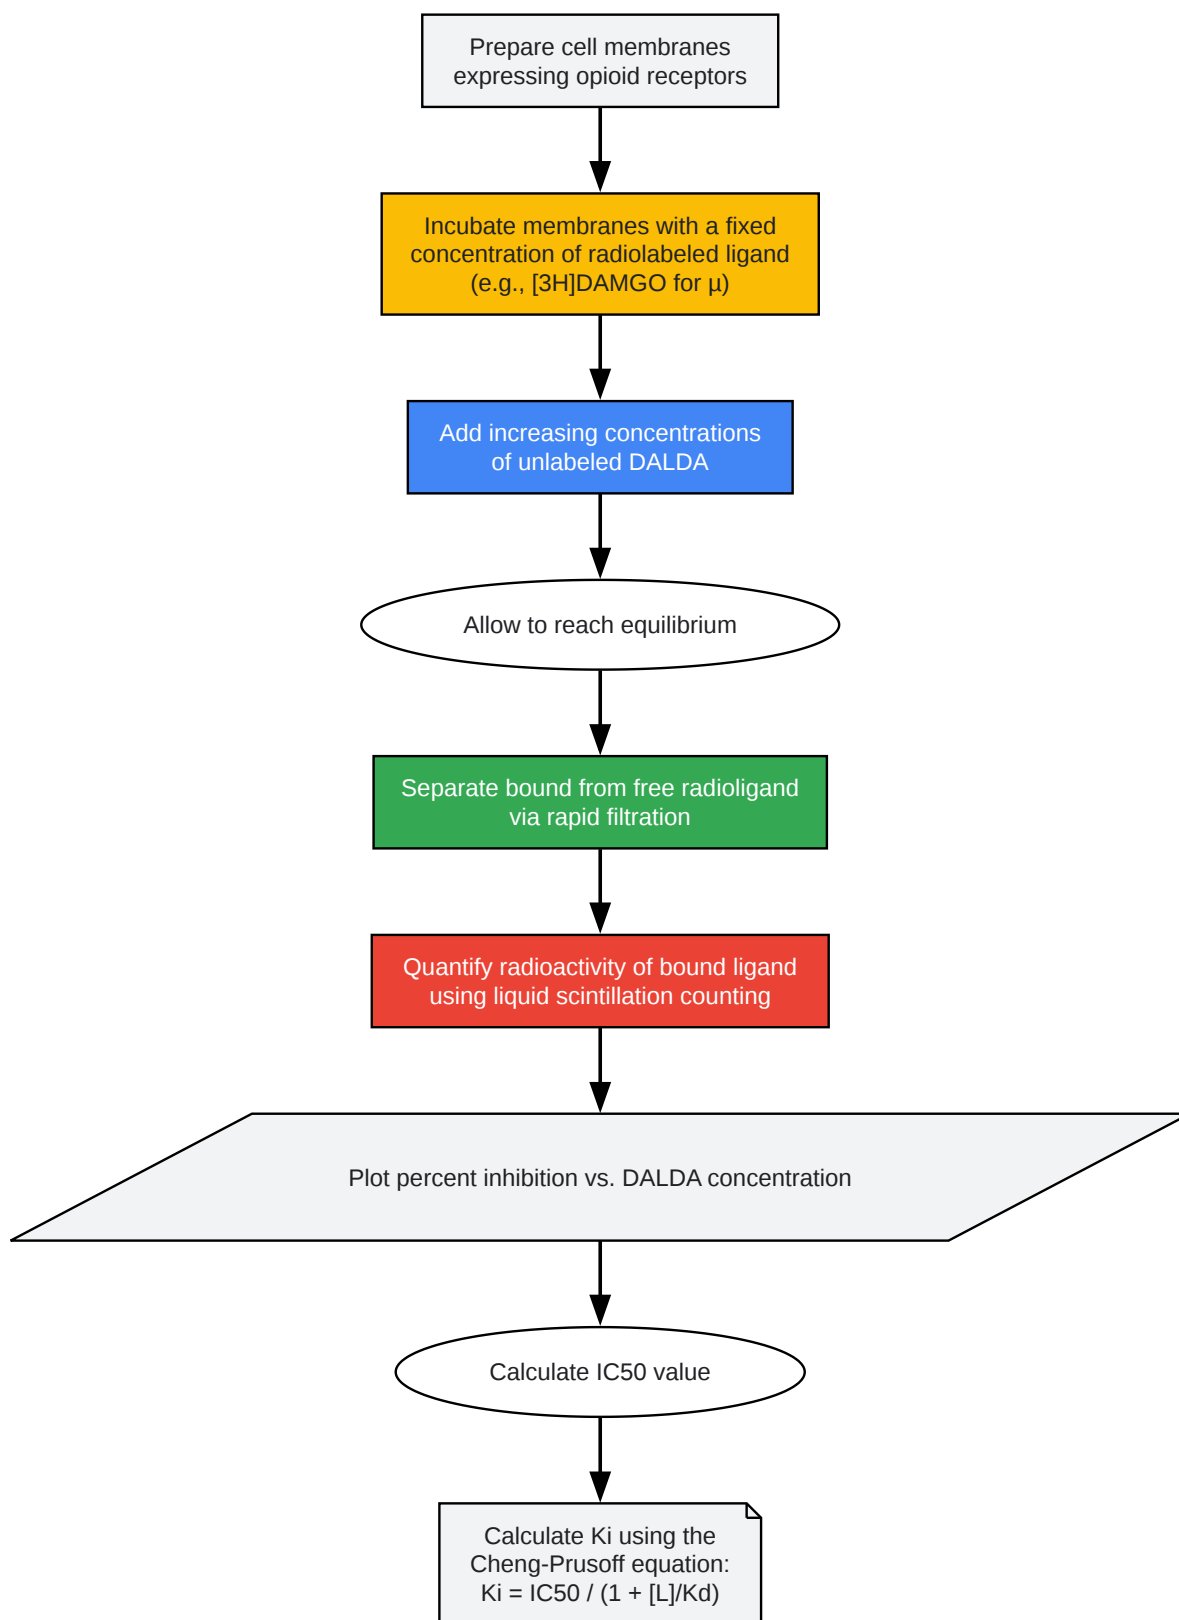 Prepare cell membranes
expressing opioid receptors
Incubate membranes with a fixed
concentration of radiolabeled ligand
(e.g., [3H]DAMGO for µ)
Add increasing concentrations
of unlabeled DALDA
Allow to reach equilibrium
Separate bound from free radioligand
via rapid filtration
Quantify radioactivity of bound ligand
using liquid scintillation counting
Plot percent inhibition vs. DALDA concentration
Calculate IC50 value
Calculate Ki using the
Cheng-Prusoff equation:
Ki = IC50 / (1 + [L]/Kd)